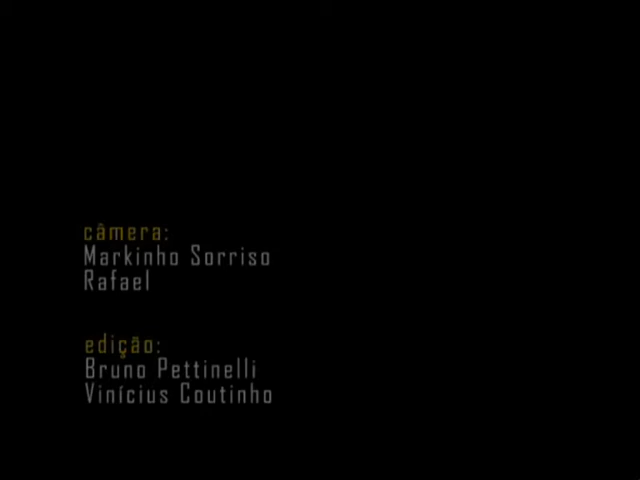 câmera:
Markinho Sorriso
Rafael
edição:
Bruno Pettinelli
Vinícius Coutinho